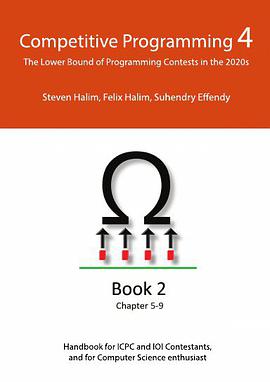 Competitive Programming 4
The Lower Bound of Programming Contests in the 2020s
Steven Halim, Felix Halim, Suhendry Effendy
Ω
Book 2
Chapter 5-9
Handbook for ICPC and IOI Contestants,
and for Computer Science enthusiast